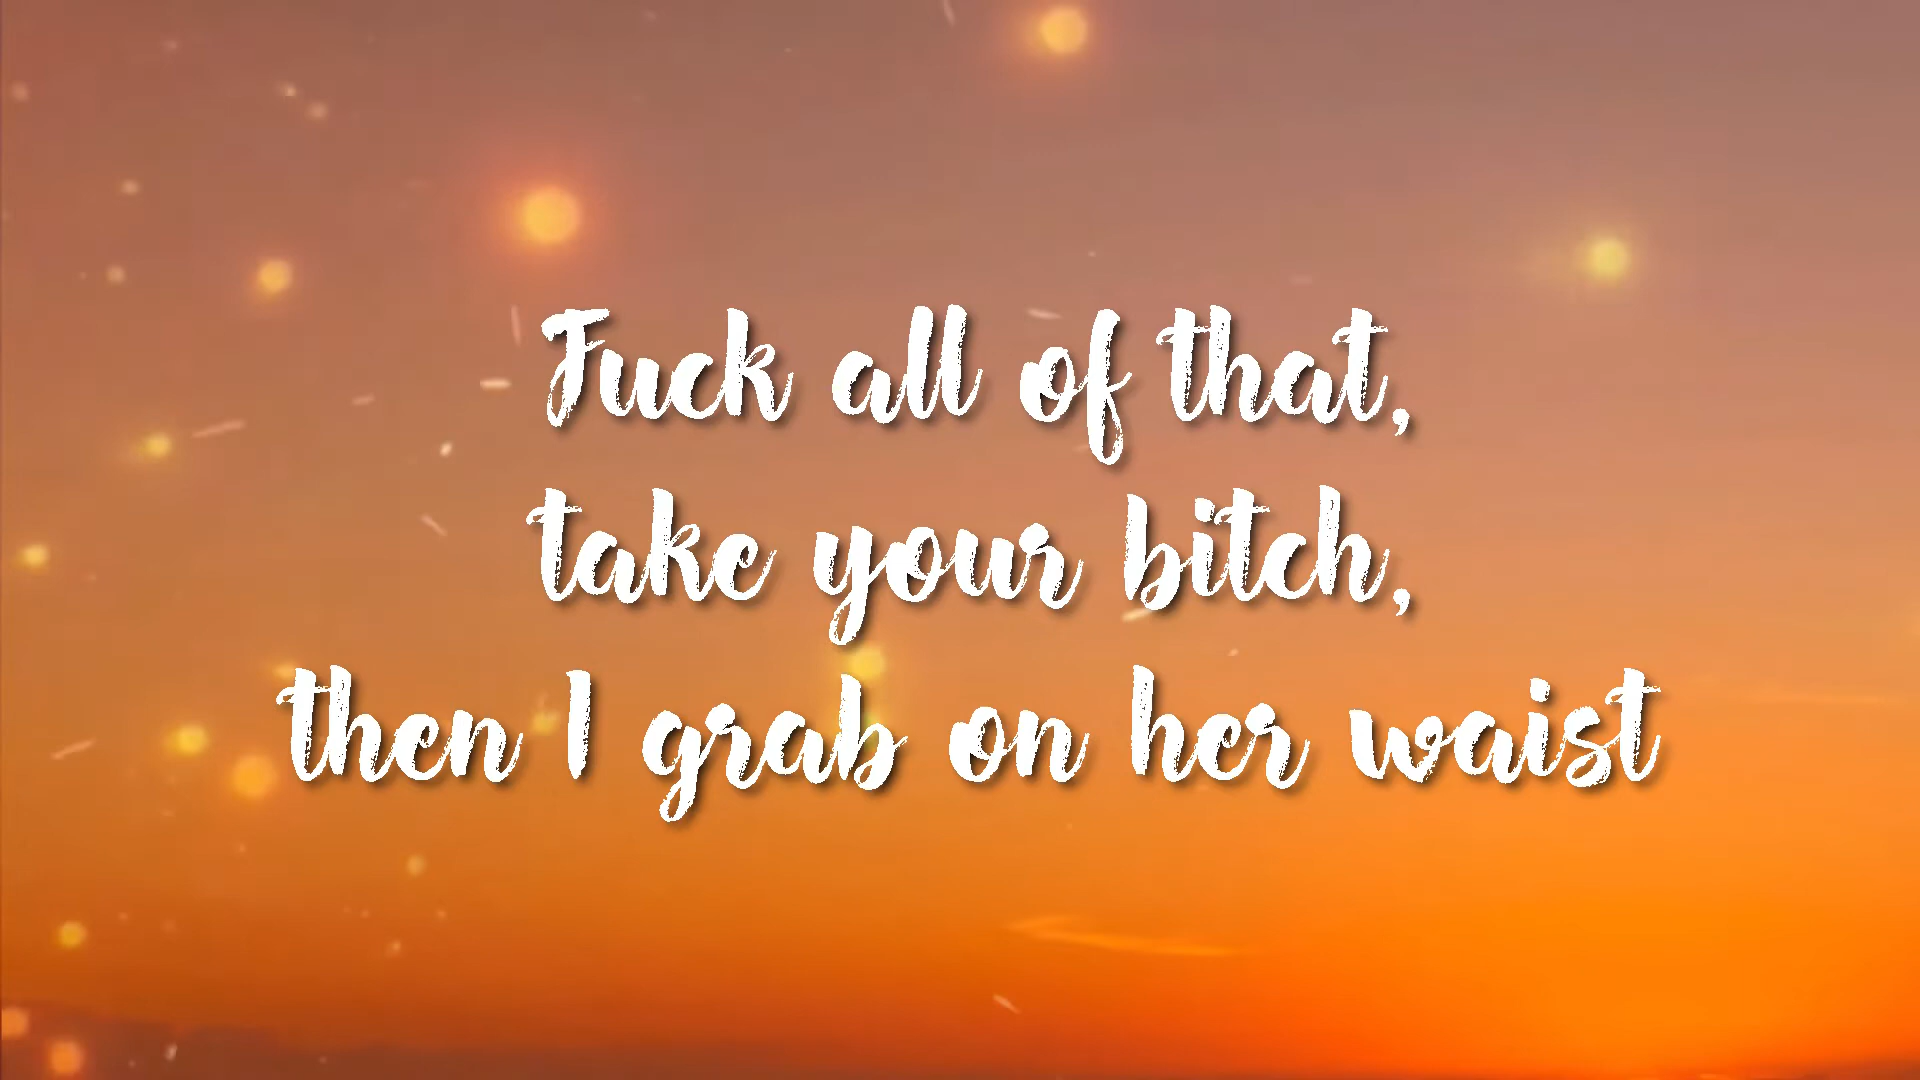 Fuck all of that,
take your bitch,
then I grab on her waist